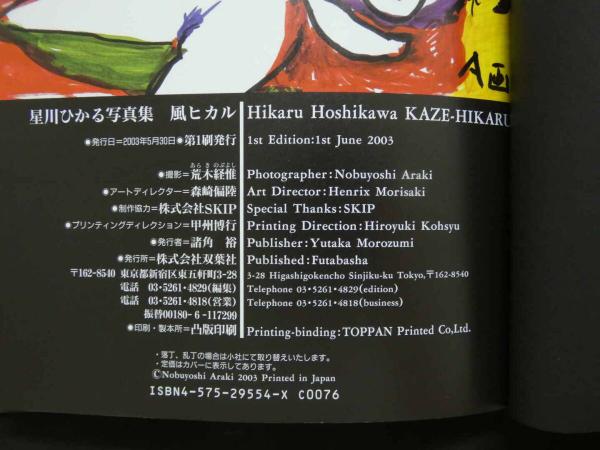 A画
星川ひかる写真集 風ヒカル Hikaru Hoshikawa KAZE-HIKARU
●発行日=2003年5月30日●第1刷発行 1st Edition:1st June 2003
あらき のぶよし
●撮影=荒木経惟 Photographer:Nobuyoshi Araki
●アートディレクター=森崎偏陸 Art Director:Henrix Morisaki
●制作協力=株式会社SKIP Special Thanks:SKIP
●プリンティングディレクション=甲州博行 Printing Direction:Hiroyuki Kohsyu
●発行者=諸角 裕 Publisher:Yutaka Morozumi
●発行所=株式会社双葉社 Published:Futabasha
〒162-8540 東京都新宿区東五軒町3-28 3-28 Higashigokencho Sinjiku-ku Tokyo,〒162-8540
電話 03・5261・4829(編集) Telephone 03・5261・4829(edition)
電話 03・5261・4818(営業) Telephone 03・5261・4818(business)
振替00180-6-117299
●印刷・製本所=凸版印刷 Printing-binding:TOPPAN Printed Co,Ltd.
・落丁、乱丁の場合は小社にて取り替えいたします。
・定価はカバーに表示してあります。
©Nobuyoshi Araki 2003 Printed in Japan
ISBN4-575-29554-X C0076